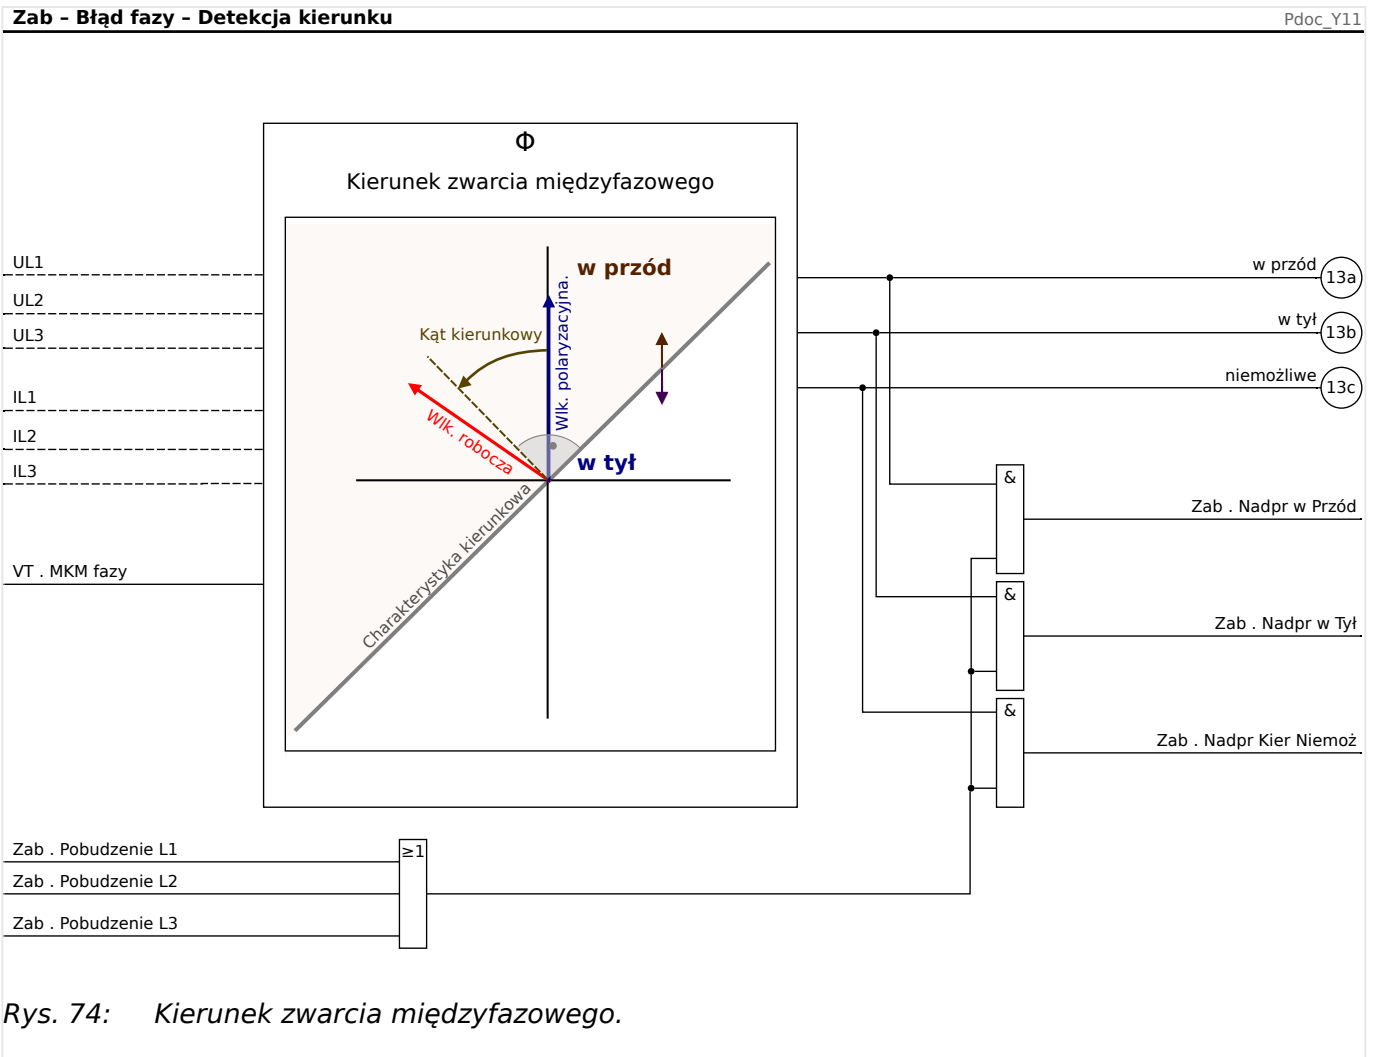 Zab – Błąd fazy – Detekcja kierunku
Pdoc_Y11
Φ
Kierunek zwarcia międzyfazowego
UL1
UL2
UL3
IL1
IL2
IL3
VT . MKM fazy
w przód
Wlk. polaryzacyjna.
Kąt kierunkowy
Wlk. robocza
w tył
Charakterystyka kierunkowa
w przód
13a
w tył
13b
niemożliwe
13c
&
Zab . Nadpr w Przód
&
Zab . Nadpr w Tył
&
Zab . Nadpr Kier Niemoż
Zab . Pobudzenie L1
≥1
Zab . Pobudzenie L2
Zab . Pobudzenie L3
Rys. 74: Kierunek zwarcia międzyfazowego.